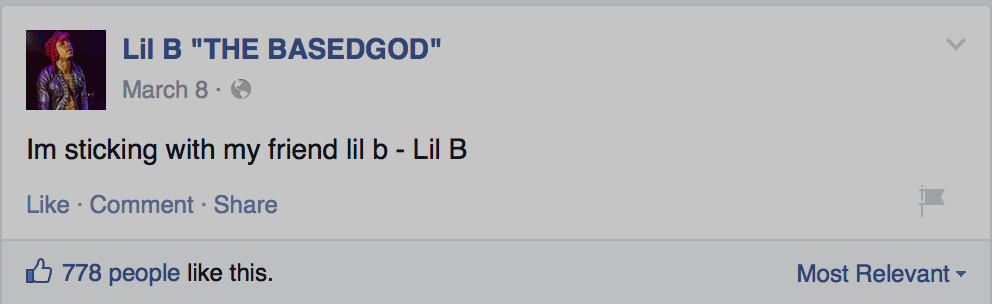 Lil B "THE BASEDGOD"
March 8 ·
Im sticking with my friend lil b - Lil B
Like · Comment · Share
778 people like this.
Most Relevant